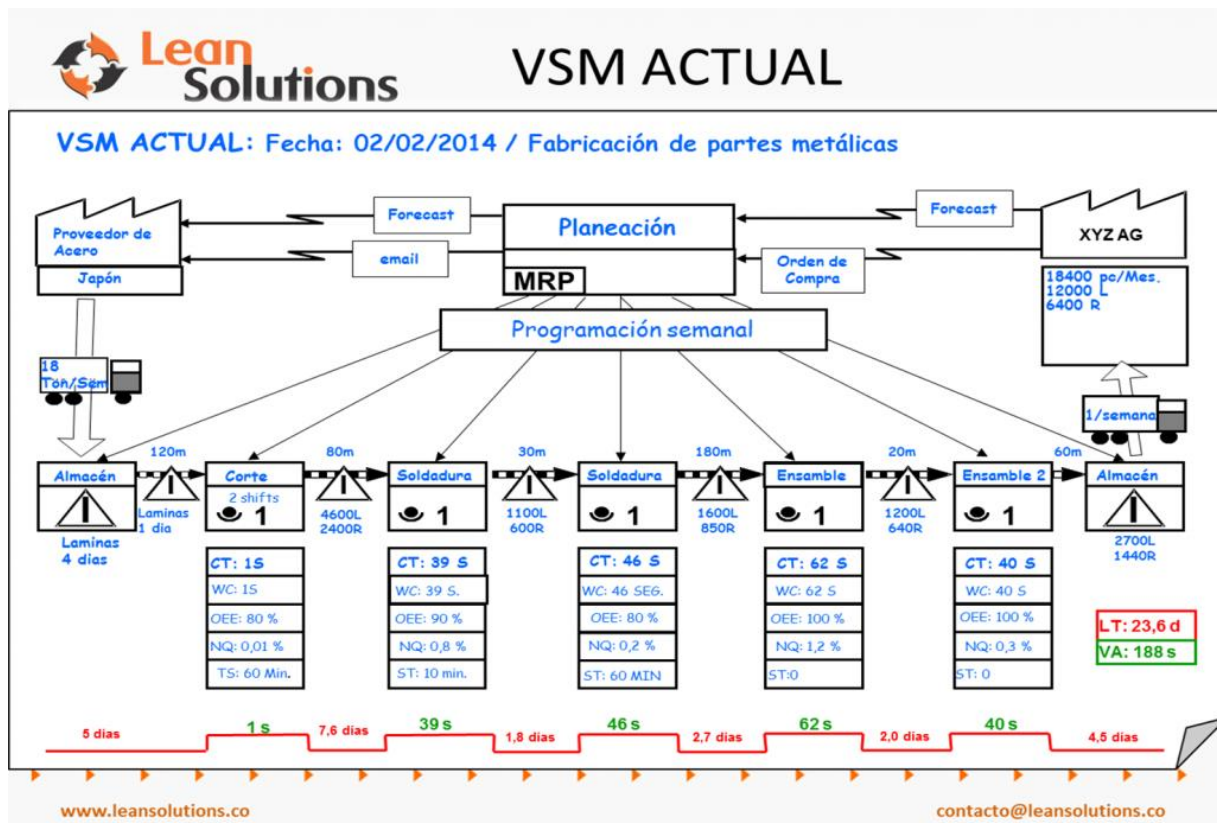 Lean
Solutions
VSM ACTUAL
VSM ACTUAL: Fecha: 02/02/2014 / Fabricación de partes metálicas
Proveedor de
Acero
Japón
Forecast
email
Planeación
MRP
Forecast
Orden de
Compra
XYZ AG
18400 pc/Mes.
12000 L
6400 R
Programación semanal
18
Ton/Sem
1/semana
120m
80m
30m
180m
20m
60m
Almacén
Corte
Soldadura
Soldadura
Ensamble
Ensamble 2
Almacén
2 shifts
1
1
1
1
1
Laminas
4 dias
Laminas
1 dia
4600L
2400R
1100L
600R
1600L
850R
1200L
640R
2700L
1440R
CT: 1S
WC: 1S
OEE: 80 %
NQ: 0,01 %
TS: 60 Min.
CT: 39 S
WC: 39 S.
OEE: 90 %
NQ: 0,8 %
ST: 10 min.
CT: 46 S
WC: 46 SEG.
OEE: 80 %
NQ: 0,2 %
ST: 60 MIN
CT: 62 S
WC: 62 S
OEE: 100 %
NQ: 1,2 %
ST:0
CT: 40 S
WC: 40 S
OEE: 100 %
NQ: 0,3 %
ST: 0
LT: 23,6 d
VA: 188 s
5 dias
1 s
7,6 dias
39 s
1,8 dias
46 s
2,7 dias
62 s
2,0 dias
40 s
4,5 dias
www.leansolutions.co
contacto@leansolutions.co